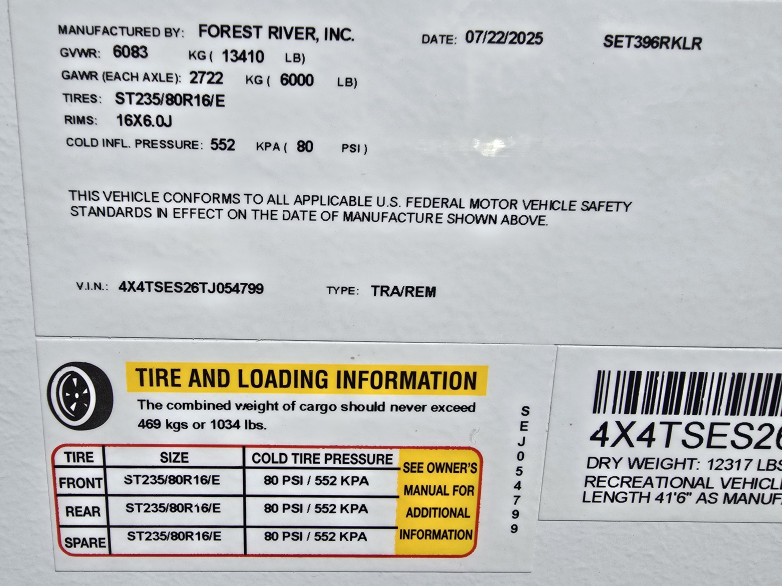 MANUFACTURED BY: FOREST RIVER, INC. DATE: 07/22/2025 SET396RKLR
GVWR: 6083 KG ( 13410 LB)
GAWR (EACH AXLE): 2722 KG ( 6000 LB)
TIRES: ST235/80R16/E
RIMS: 16X6.0J
COLD INFL. PRESSURE: 552 KPA ( 80 PSI )
THIS VEHICLE CONFORMS TO ALL APPLICABLE U.S. FEDERAL MOTOR VEHICLE SAFETY
STANDARDS IN EFFECT ON THE DATE OF MANUFACTURE SHOWN ABOVE.
V.I.N.: 4X4TSES26TJ054799 TYPE: TRA/REM
TIRE AND LOADING INFORMATION
The combined weight of cargo should never exceed
469 kgs or 1034 lbs.
TIRE SIZE COLD TIRE PRESSURE
FRONT ST235/80R16/E 80 PSI / 552 KPA
REAR ST235/80R16/E 80 PSI / 552 KPA
SPARE ST235/80R16/E 80 PSI / 552 KPA
SEE OWNER'S
MANUAL FOR
ADDITIONAL
INFORMATION
SEJ054799
4X4TSES26
DRY WEIGHT: 12317 LBS
RECREATIONAL VEHICL
LENGTH 41'6" AS MANUF